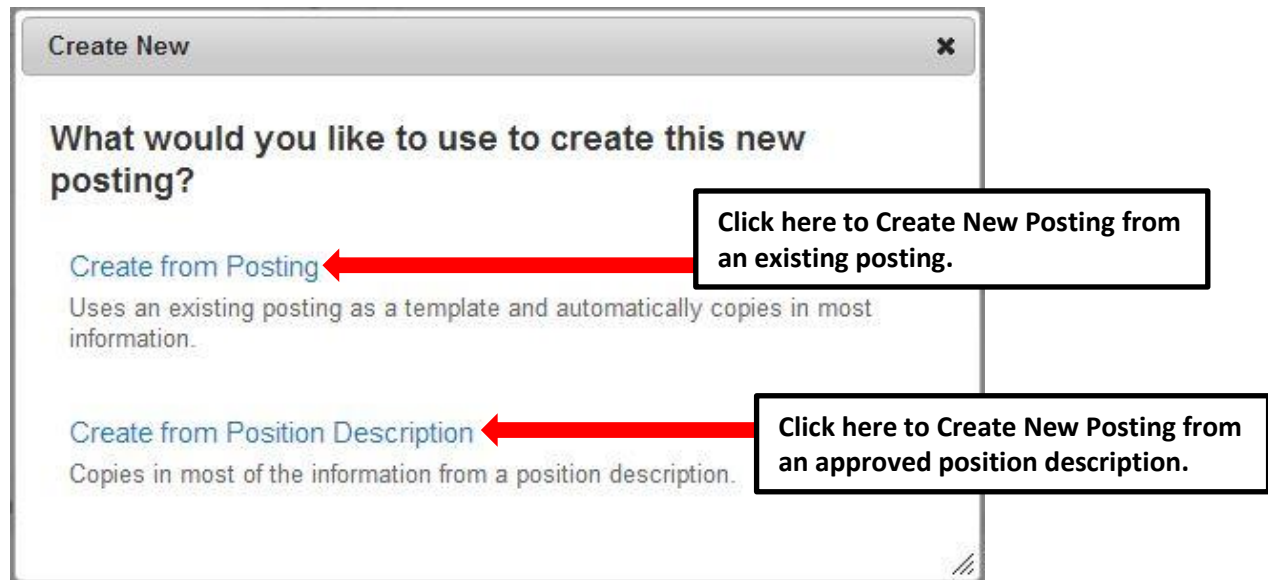 Create New
What would you like to use to create this new
posting?
Click here to Create New Posting from
an existing posting.
Create from Posting
Uses an existing posting as a template and automatically copies in most
information.
Create from Position Description
Copies in most of the information from a position description.
Click here to Create New Posting from
an approved position description.